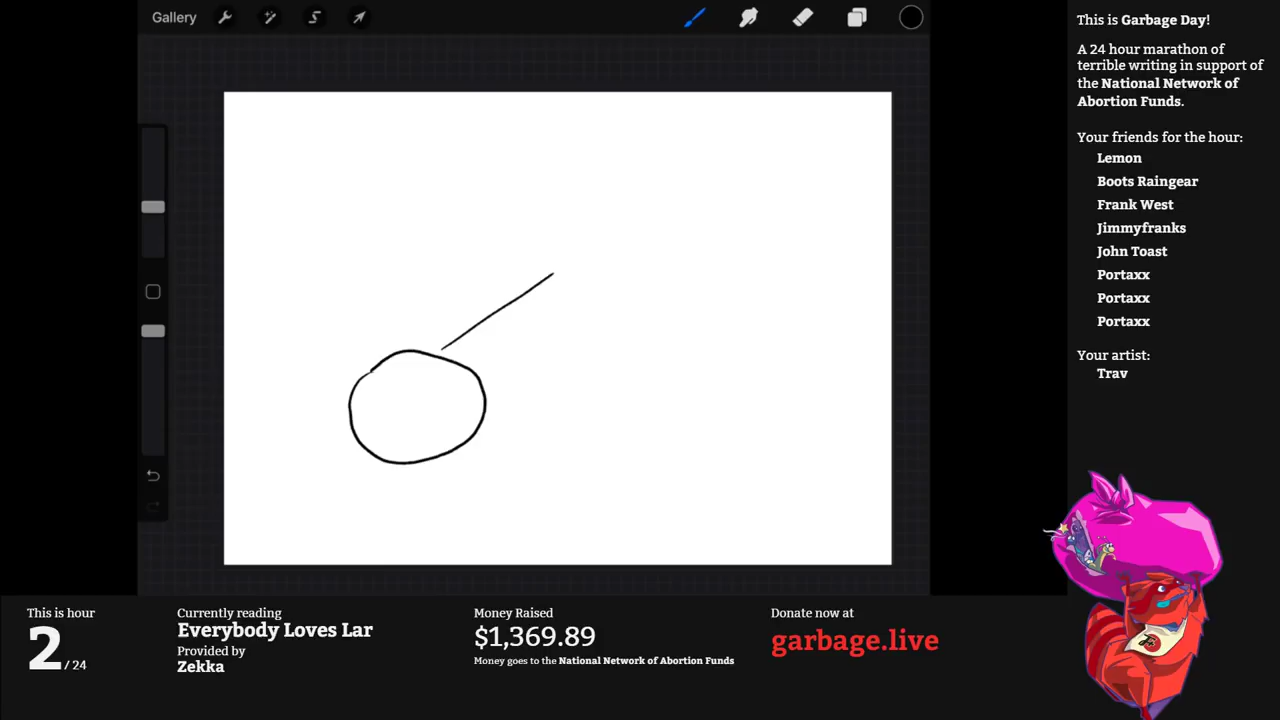 Gallery
This is Garbage Day!
A 24 hour marathon of
terrible writing in support of
the National Network of
Abortion Funds.
Your friends for the hour:
Lemon
Boots Raingear
Frank West
Jimmyfranks
John Toast
Portaxx
Portaxx
Portaxx
Your artist:
Trav
This is hour
2 / 24
Currently reading
Everybody Loves Lar
Provided by
Zekka
Money Raised
$1,369.89
Money goes to the National Network of Abortion Funds
Donate now at
garbage.live